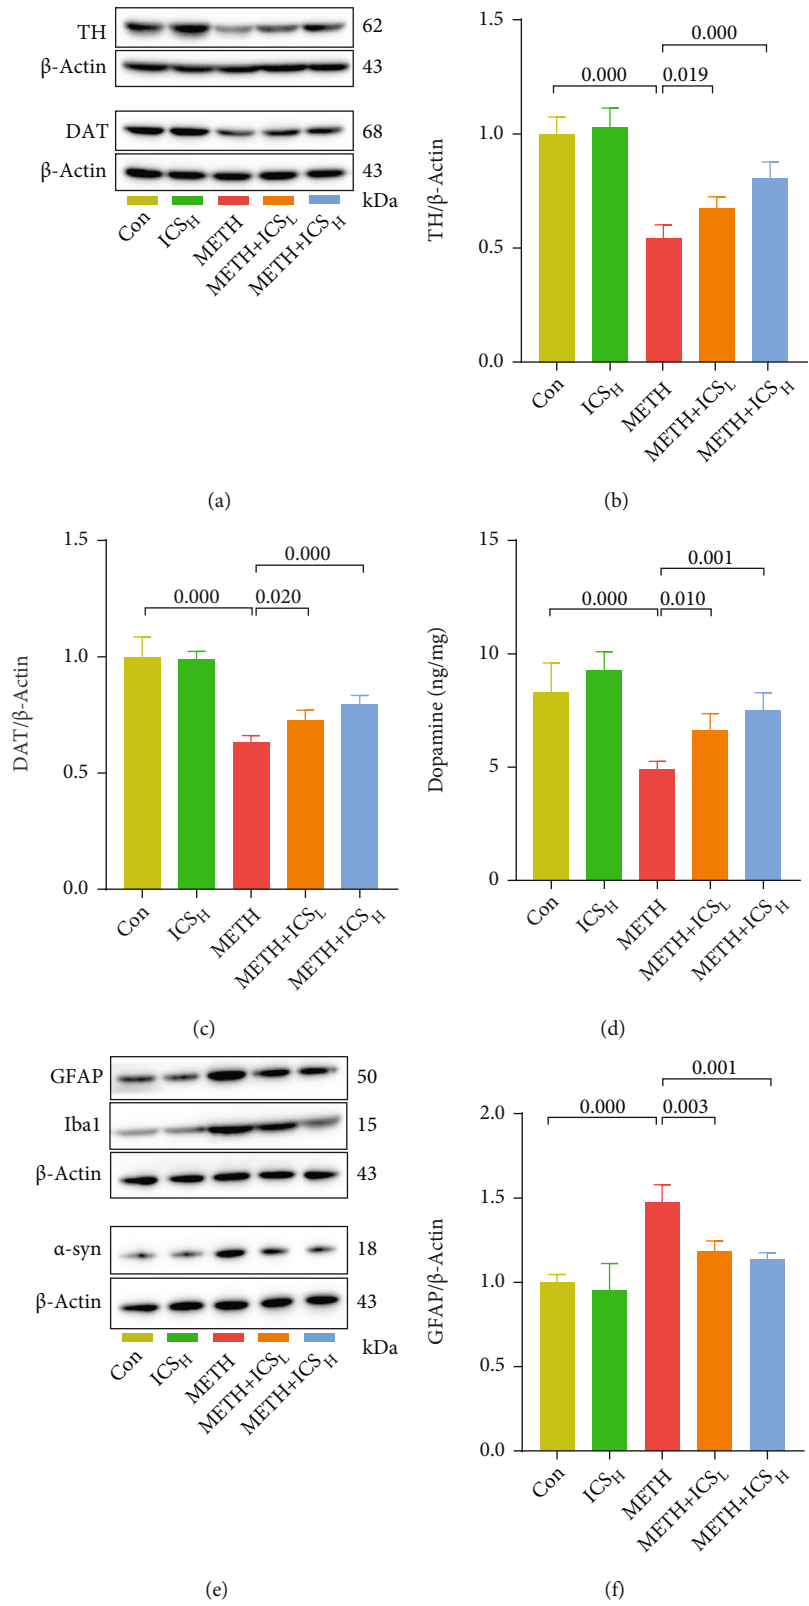 TH
62
β-Actin
43
DAT
68
β-Actin
43
kDa
Con
ICSH
METH
METH+ICSL
METH+ICSH
(a)
TH/β-Actin
1.5
1.0
0.5
0.0
0.000
0.019
0.000
Con
ICSH
METH
METH+ICSL
METH+ICSH
(b)
DAT/β-Actin
1.5
1.0
0.5
0.0
0.000
0.000
0.020
Con
ICSH
METH
METH+ICSL
METH+ICSH
(c)
Dopamine (ng/mg)
15
10
5
0
0.001
0.000
0.010
Con
ICSH
METH
METH+ICSL
METH+ICSH
(d)
GFAP
50
Iba1
15
β-Actin
43
α-syn
18
β-Actin
43
kDa
Con
ICSH
METH
METH+ICSL
METH+ICSH
(e)
GFAP/β-Actin
2.0
1.5
1.0
0.5
0.0
0.001
0.000
0.003
Con
ICSH
METH
METH+ICSL
METH+ICSH
(f)